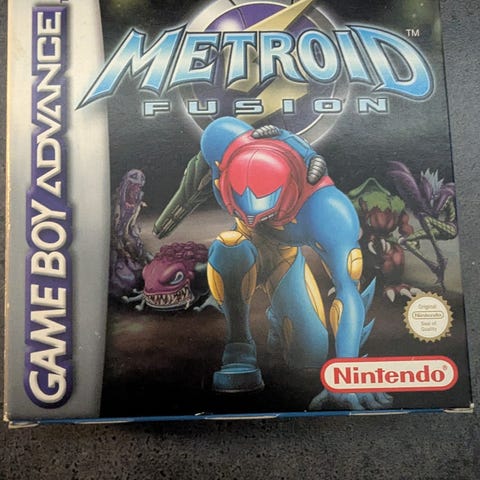 GAME BOY ADVANCE
METROID
TM
FUSION
Original
Nintendo
Seal of
Quality
Nintendo